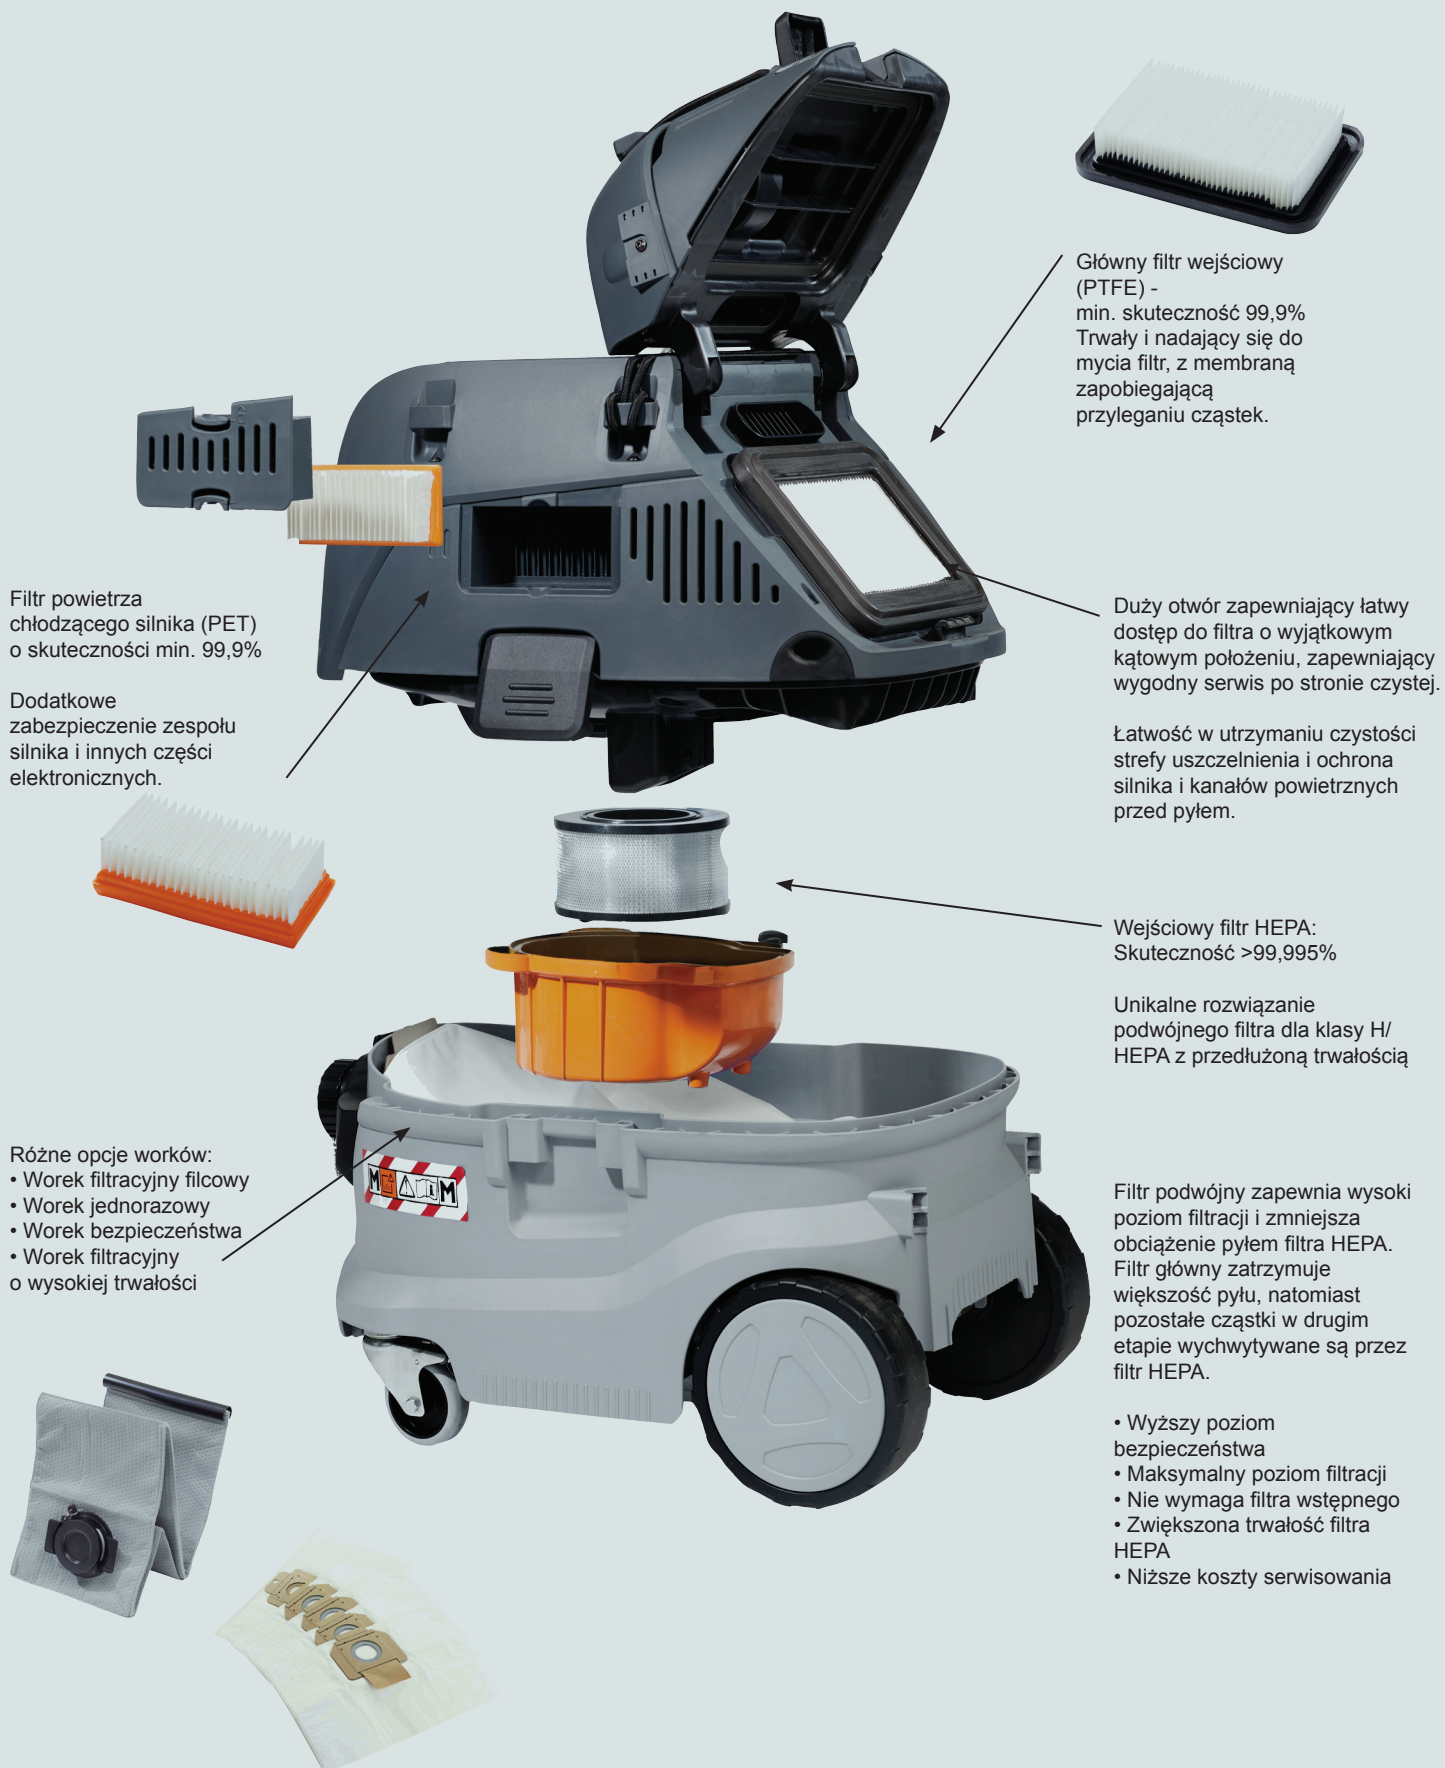 Główny filtr wejściowy
(PTFE) -
min. skuteczność 99,9%
Trwały i nadający się do
mycia filtr, z membraną
zapobiegającą
przyleganiu cząstek.
Filtr powietrza
chłodzącego silnika (PET)
o skuteczności min. 99,9%
Dodatkowe
zabezpieczenie zespołu
silnika i innych części
elektronicznych.
Duży otwór zapewniający łatwy
dostęp do filtra o wyjątkowym
kątowym położeniu, zapewniający
wygodny serwis po stronie czystej.
Łatwość w utrzymaniu czystości
strefy uszczelnienia i ochrona
silnika i kanałów powietrznych
przed pyłem.
Wejściowy filtr HEPA:
Skuteczność >99,995%
Unikalne rozwiązanie
podwójnego filtra dla klasy H/
HEPA z przedłużoną trwałością
Różne opcje worków:
• Worek filtracyjny filcowy
• Worek jednorazowy
• Worek bezpieczeństwa
• Worek filtracyjny
o wysokiej trwałości
M M
Filtr podwójny zapewnia wysoki
poziom filtracji i zmniejsza
obciążenie pyłem filtra HEPA.
Filtr główny zatrzymuje
większość pyłu, natomiast
pozostałe cząstki w drugim
etapie wychwytywane są przez
filtr HEPA.
• Wyższy poziom
bezpieczeństwa
• Maksymalny poziom filtracji
• Nie wymaga filtra wstępnego
• Zwiększona trwałość filtra
HEPA
• Niższe koszty serwisowania